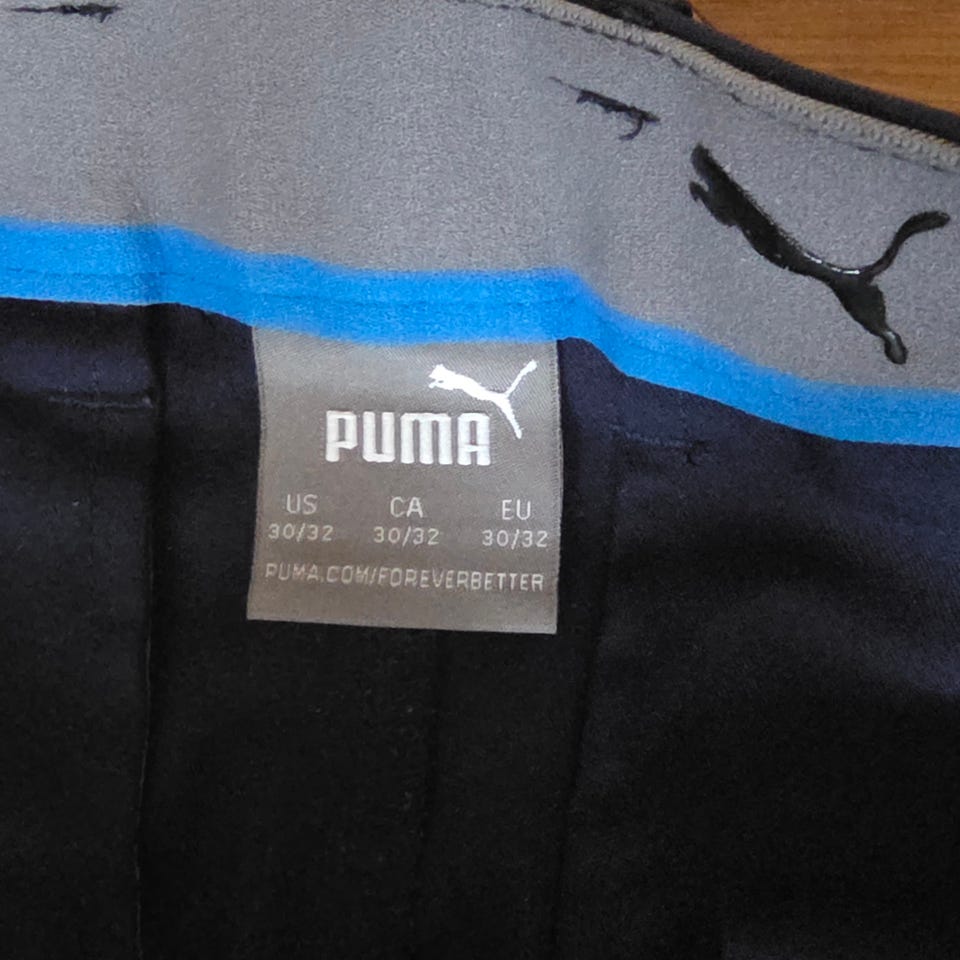 PUMA
US CA EU
30/32 30/32 30/32
PUMA.COM/FOREVERBETTER